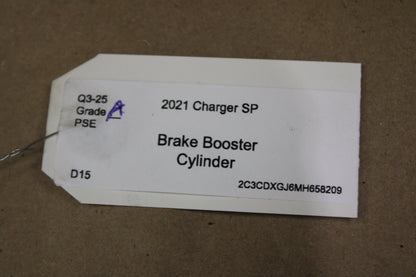 Q3-25
Grade A
PSE
2021 Charger SP
Brake Booster
Cylinder
D15
2C3CDXGJ6MH658209